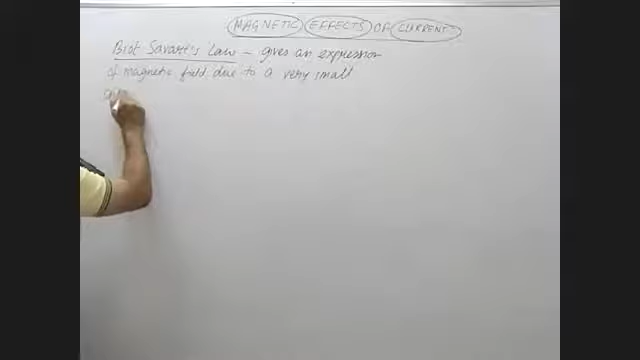 MAGNETIC EFFECTS OF CURRENT
Biot Savart's Law - gives an expression
of magnetic field due to a very small